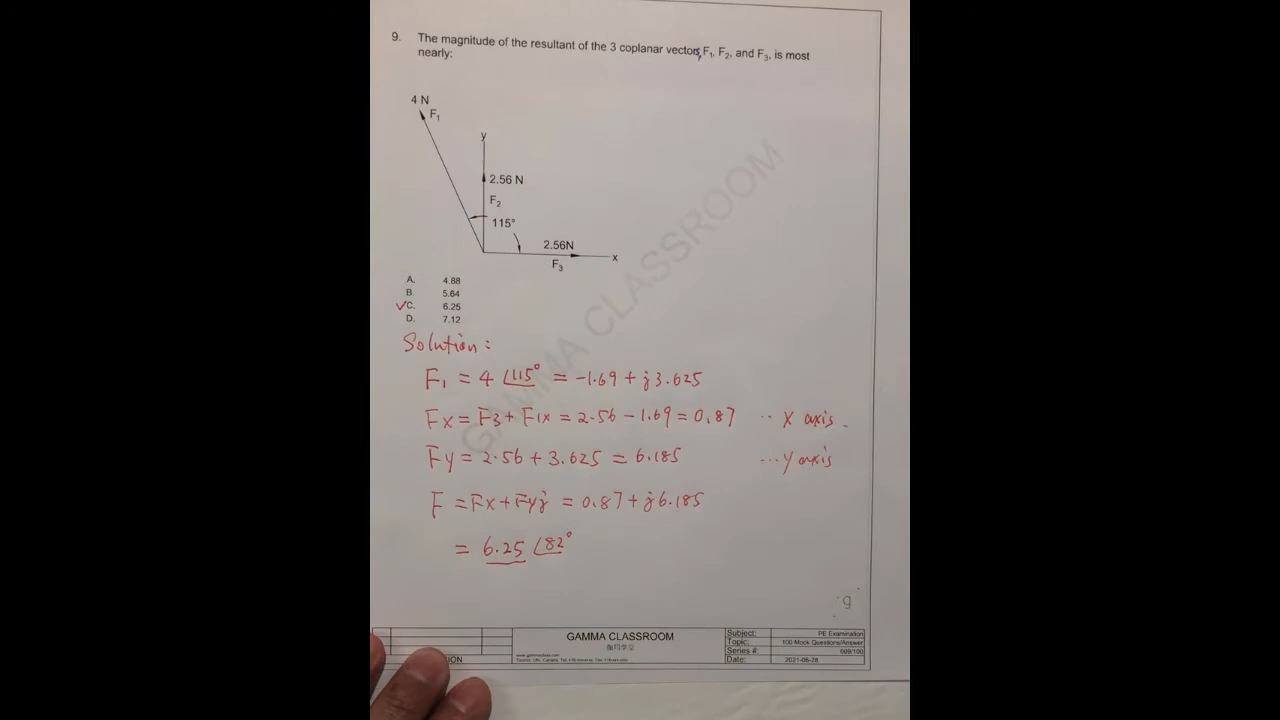 9. The magnitude of the resultant of the 3 coplanar vectors, F₁, F₂, and F₃, is most
nearly:
4 N
F₁
y
2.56 N
F₂
115°
2.56N
x
F₃
A. 4.88
B. 5.64
✓C. 6.25
D. 7.12
GAMMA CLASSROOM
Solution:
F₁ = 4 ∠115° = -1.69 + j3.625
Fx = F3 + F1x = 2.56 - 1.69 = 0.87 ·· X axis.
Fy = 2.56 + 3.625 = 6.185 ··· y axis
F = Fx + Fyj = 0.87 + j6.185
= 6.25 ∠82°
9
GAMMA CLASSROOM
Subject: PE Examination
Topic: 100 Mock Questions/Answer
Series #: 009/100
Date: 2021-06-28